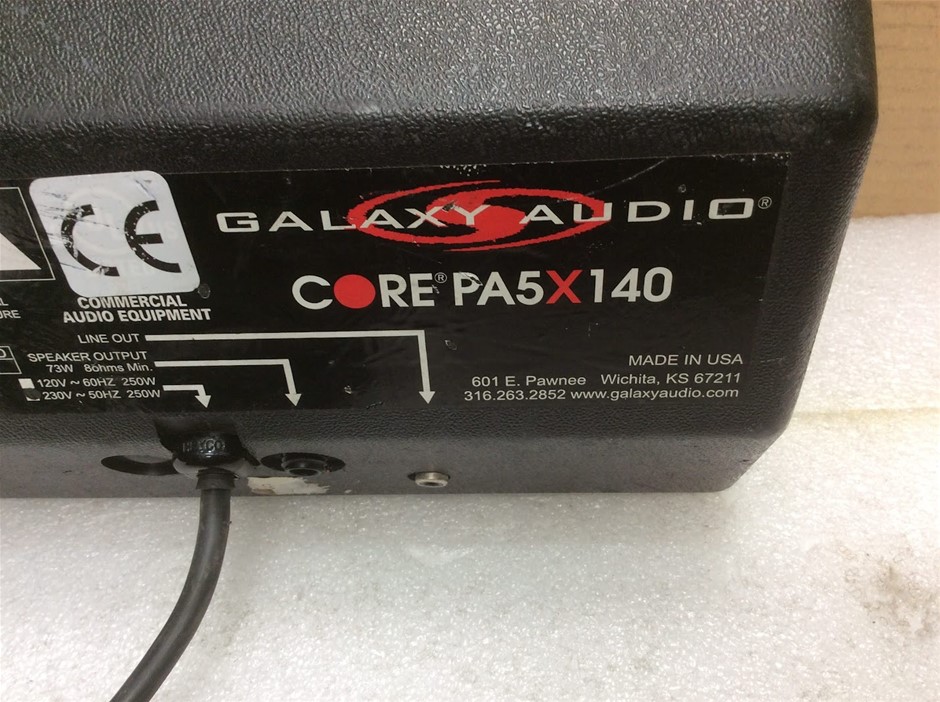 GALAXY AUDIO®
CORE® PA5X140
CE
COMMERCIAL
AUDIO EQUIPMENT
LINE OUT
SPEAKER OUTPUT
73W 8ohms Min.
120V ~ 60HZ 250W
230V ~ 50HZ 250W
MADE IN USA
601 E. Pawnee Wichita, KS 67211
316.263.2852 www.galaxyaudio.com